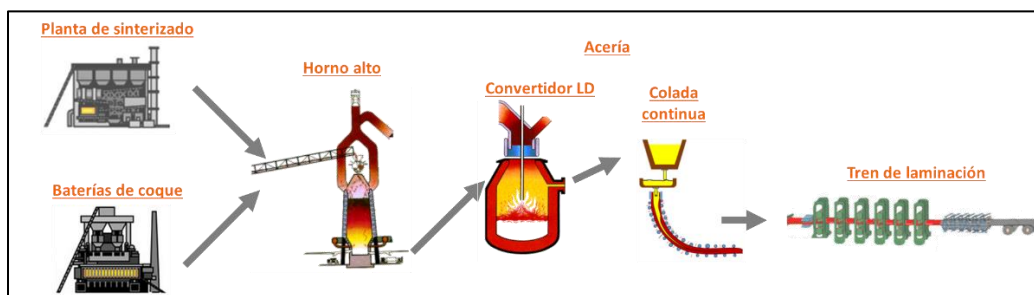 Planta de sinterizado
Acería
Horno alto
Convertidor LD
Colada
continua
Tren de laminación
Baterías de coque